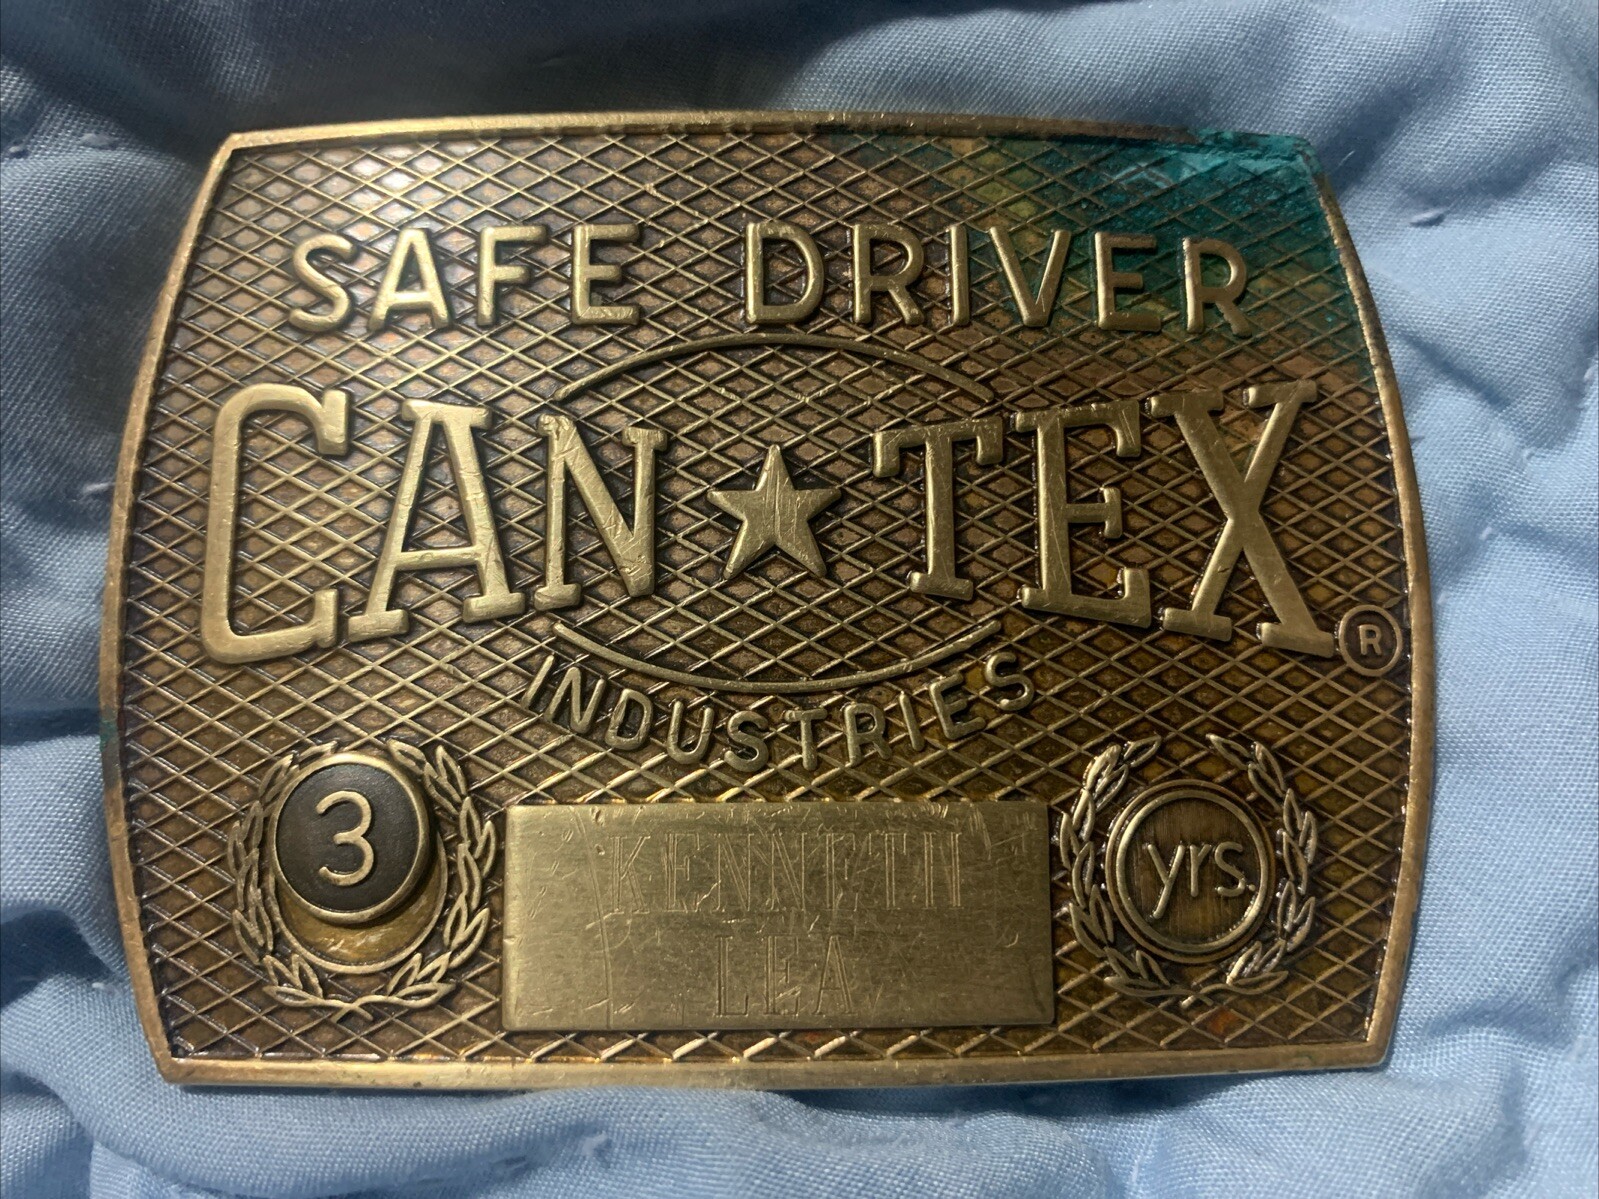 SAFE DRIVER
CAN★TEX®
INDUSTRIES
3
KENNETH
LEA
yrs.